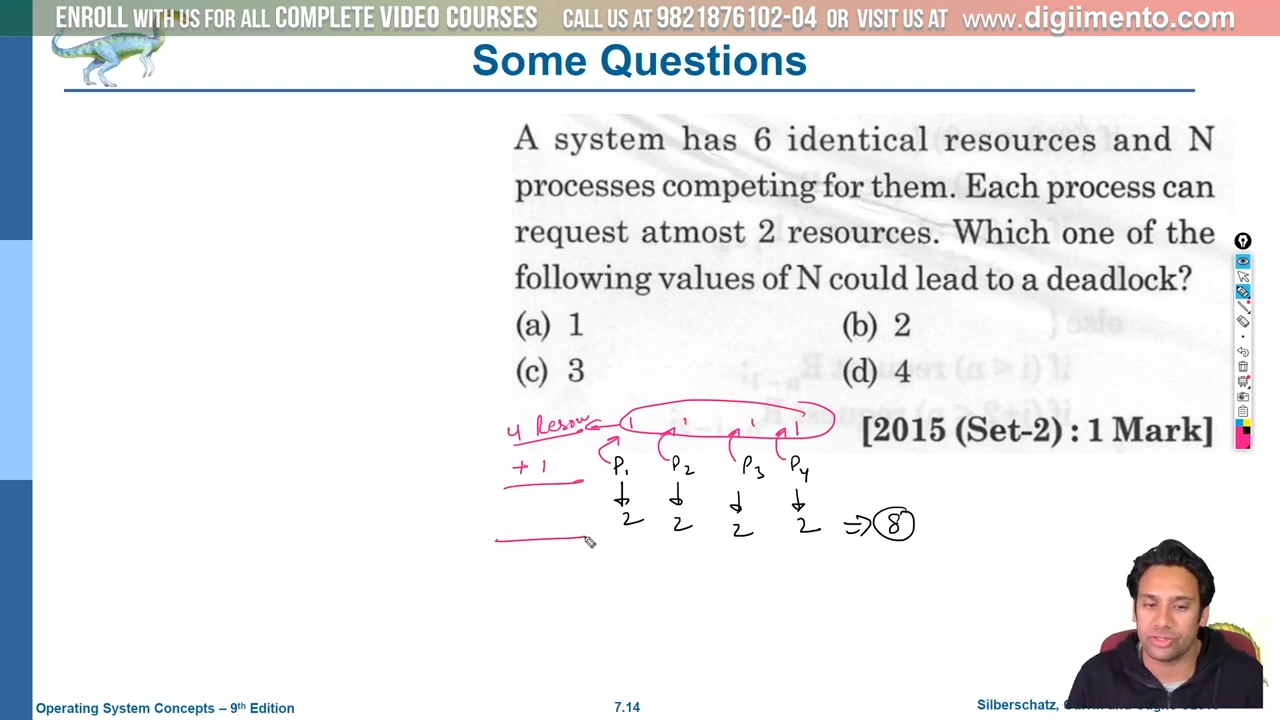 ENROLL WITH US FOR ALL COMPLETE VIDEO COURSES CALL US AT 9821876102-04 OR VISIT US AT www.digiimento.com
Some Questions
A system has 6 identical resources and N
processes competing for them. Each process can
request atmost 2 resources. Which one of the
following values of N could lead to a deadlock?
(a) 1 (b) 2
(c) 3 (d) 4
[2015 (Set-2) : 1 Mark]
4 Resou 1 1 1 1
+ 1 P1 P2 P3 P4
2 2 2 2 => 8
Operating System Concepts – 9th Edition 7.14 Silberschatz,